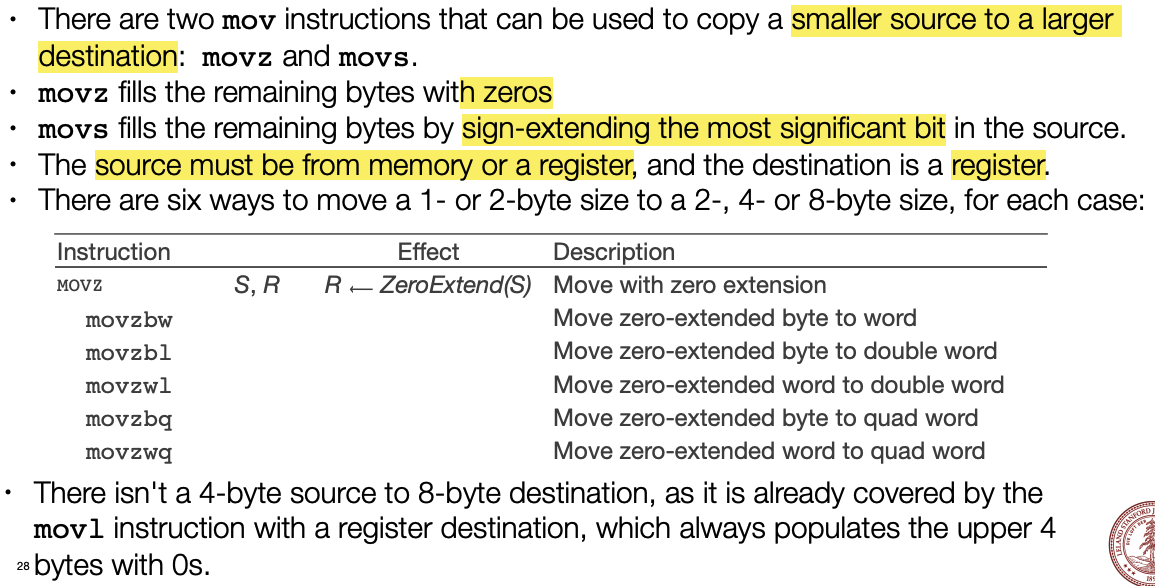 • There are two mov instructions that can be used to copy a smaller source to a larger
destination: movz and movs.
• movz fills the remaining bytes with zeros
• movs fills the remaining bytes by sign-extending the most significant bit in the source.
• The source must be from memory or a register, and the destination is a register.
• There are six ways to move a 1- or 2-byte size to a 2-, 4- or 8-byte size, for each case:
Instruction Effect Description
MOVZ S, R R ← ZeroExtend(S) Move with zero extension
movzbw Move zero-extended byte to word
movzbl Move zero-extended byte to double word
movzwl Move zero-extended word to double word
movzbq Move zero-extended byte to quad word
movzwq Move zero-extended word to quad word
• There isn't a 4-byte source to 8-byte destination, as it is already covered by the
movl instruction with a register destination, which always populates the upper 4
28 bytes with 0s.